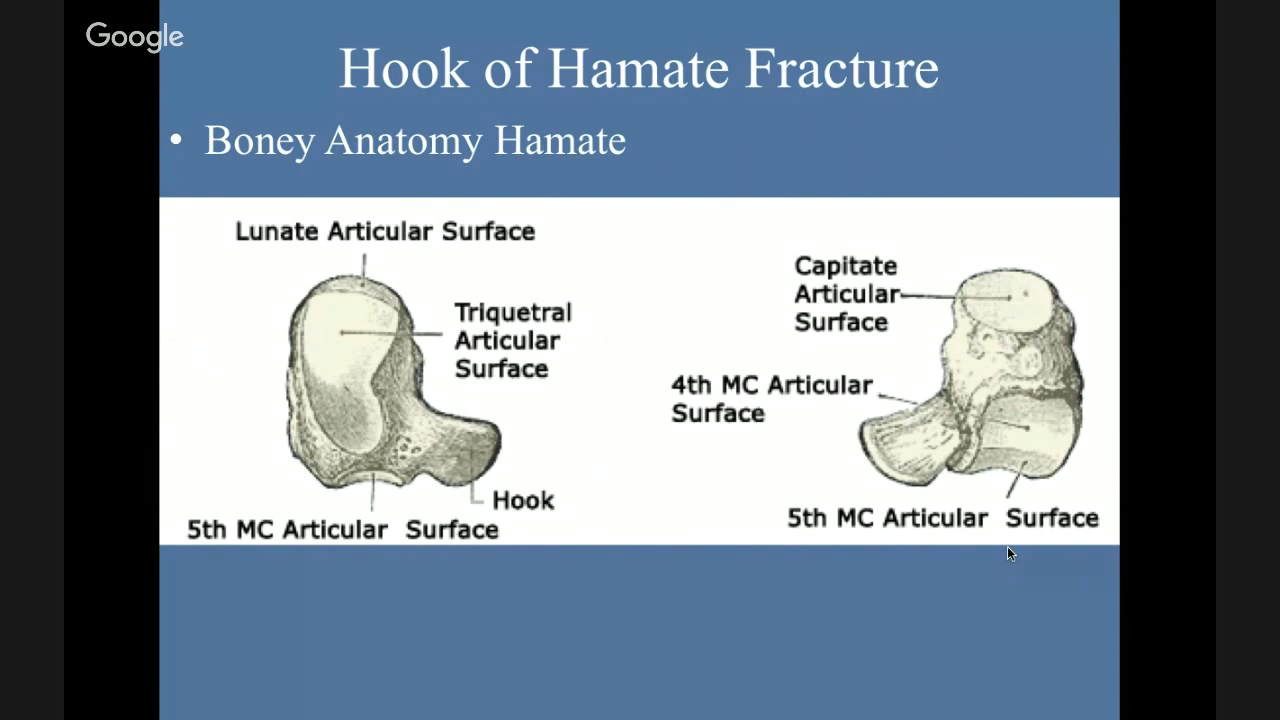 Google
Hook of Hamate Fracture
• Boney Anatomy Hamate
Lunate Articular Surface
Triquetral
Articular
Surface
Hook
5th MC Articular Surface
Capitate
Articular
Surface
4th MC Articular
Surface
5th MC Articular Surface